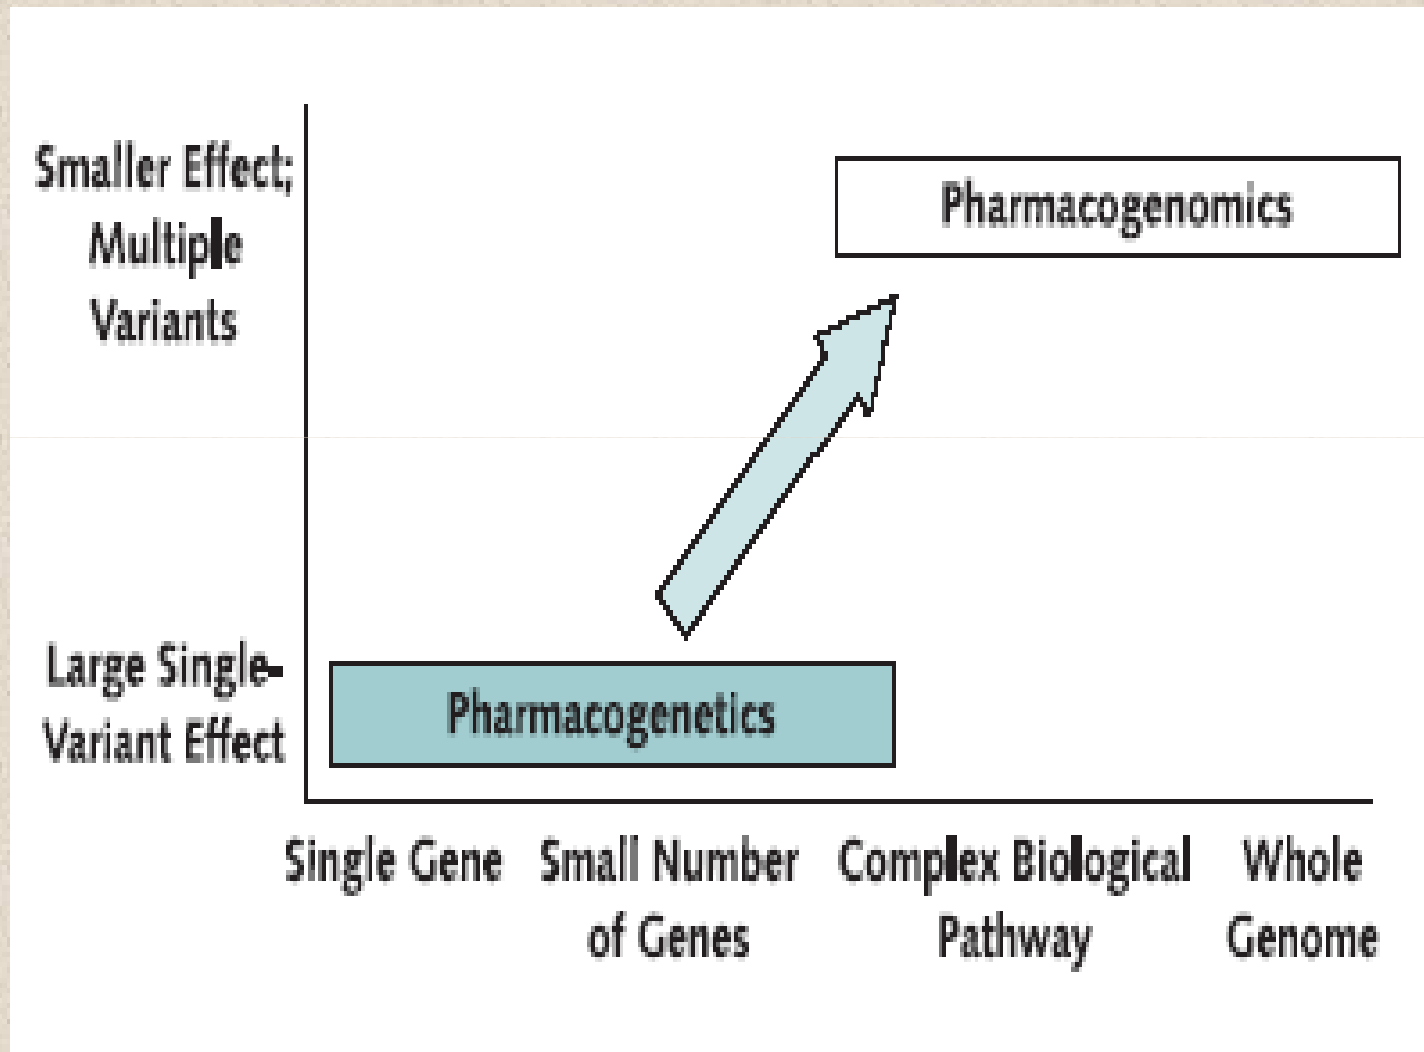 Smaller Effect;
Multiple
Variants
Pharmacogenomics
Large Single-
Variant Effect
Pharmacogenetics
Single Gene
Small Number
of Genes
Complex Biological
Pathway
Whole
Genome